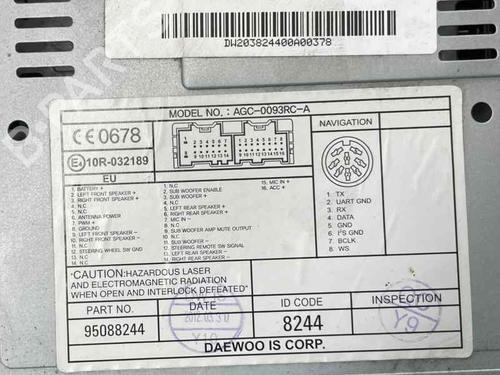 DW203824400A00378
MODEL NO. : AGC-0093RC-A
CE 0678
E4 10R-032189
EU
NAVIGATION
1. BATTERY +
2. LEFT FRONT SPEAKER +
3. RIGHT FRONT SPEAKER +
4. N.C
5. N.C
6. ANTENNA POWER
7. PWM +
8. GROUND
9. LEFT FRONT SPEAKER -
10. RIGHT FRONT SPEAKER -
11. N.C
12. STEERING WHEEL SW GND
13. N.C
14. N.C
1. N.C
2. SUB WOOFER ENABLE
3. SUB WOOFER +
4. N.C
5. LEFT REAR SPEAKER +
6. RIGHT REAR SPEAKER +
7. MIC IN -
8. N.C
9. SUB WOOFER AMP MUTE OUTPUT
10. N.C
11. SUB WOOFER -
12. STEERING REMOTE SW SIGNAL
13. LEFT REAR SPEAKER -
14. RIGHT REAR SPEAKER -
15. MIC IN +
16. ACC +
1. TX
2. UART GND
3. RX
4. DATA
5. GND
6. I²S GND
7. BCLK
8. WS
"CAUTION:HAZARDOUS LASER
AND ELECTROMAGNETIC RADIATION
WHEN OPEN AND INTERLOCK DEFEATED"
PART NO.
DATE
ID CODE
INSPECTION
95088244
8244
Y9
DAEWOO IS CORP.